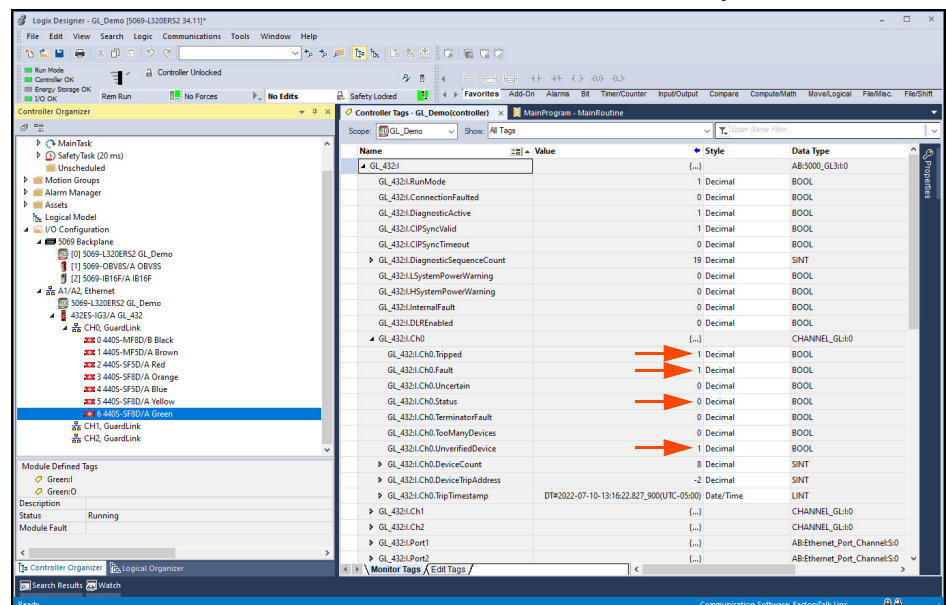 Logix Designer - GL_Demo [5069-L320ERS2 34.11]*
File Edit View Search Logic Communications Tools Window Help
Run Mode
Controller OK
Energy Storage OK
I/O OK
Controller Unlocked
Rem Run No Forces No Edits Safety Locked
Favorites Add-On Alarms Bit Timer/Counter Input/Output Compare Compute/Math Move/Logical File/Misc. File/Shift
Controller Organizer
MainTask
SafetyTask (20 ms)
Unscheduled
Motion Groups
Alarm Manager
Assets
Logical Model
I/O Configuration
5069 Backplane
[0] 5069-L320ERS2 GL_Demo
[1] 5069-OBV8S/A OBV8S
[2] 5069-IB16F/A IB16F
A1/A2, Ethernet
5069-L320ERS2 GL_Demo
432ES-IG3/A GL_432
CH0, GuardLink
0 440S-MF8D/B Black
1 440S-MF5D/A Brown
2 440S-SF5D/A Red
3 440S-SF8D/A Orange
4 440S-SF5D/A Blue
5 440S-SF8D/A Yellow
6 440S-SF8D/A Green
CH1, GuardLink
CH2, GuardLink
Module Defined Tags
Green:I
Green:O
Description
Status Running
Module Fault
Controller Organizer Logical Organizer
Controller Tags - GL_Demo(controller) MainProgram - MainRoutine
Scope: GL_Demo Show: All Tags Enter Name Filter
Name Value Style Data Type
GL_432:I {...} AB:5000_GL3:I:0
GL_432:I.RunMode 1 Decimal BOOL
GL_432:I.ConnectionFaulted 0 Decimal BOOL
GL_432:I.DiagnosticActive 1 Decimal BOOL
GL_432:I.CIPSyncValid 1 Decimal BOOL
GL_432:I.CIPSyncTimeout 0 Decimal BOOL
GL_432:I.DiagnosticSequenceCount 19 Decimal SINT
GL_432:I.LSystemPowerWarning 0 Decimal BOOL
GL_432:I.HSystemPowerWarning 0 Decimal BOOL
GL_432:I.InternalFault 0 Decimal BOOL
GL_432:I.DLREnabled 0 Decimal BOOL
GL_432:I.Ch0 {...} CHANNEL_GL:I:0
GL_432:I.Ch0.Tripped 1 Decimal BOOL
GL_432:I.Ch0.Fault 1 Decimal BOOL
GL_432:I.Ch0.Uncertain 0 Decimal BOOL
GL_432:I.Ch0.Status 0 Decimal BOOL
GL_432:I.Ch0.TerminatorFault 0 Decimal BOOL
GL_432:I.Ch0.TooManyDevices 0 Decimal BOOL
GL_432:I.Ch0.UnverifiedDevice 1 Decimal BOOL
GL_432:I.Ch0.DeviceCount 8 Decimal SINT
GL_432:I.Ch0.DeviceTripAddress -2 Decimal SINT
GL_432:I.Ch0.TripTimestamp DT#2022-07-10-13:16:22.827_900(UTC-05:00) Date/Time LINT
GL_432:I.Ch1 {...} CHANNEL_GL:I:0
GL_432:I.Ch2 {...} CHANNEL_GL:I:0
GL_432:I.Port1 {...} AB:Ethernet_Port_Channel:S:0
GL_432:I.Port2 {...} AB:Ethernet_Port_Channel:S:0
Monitor Tags Edit Tags
Properties
Search Results Watch
Ready Communication Software: FactoryTalk Linx